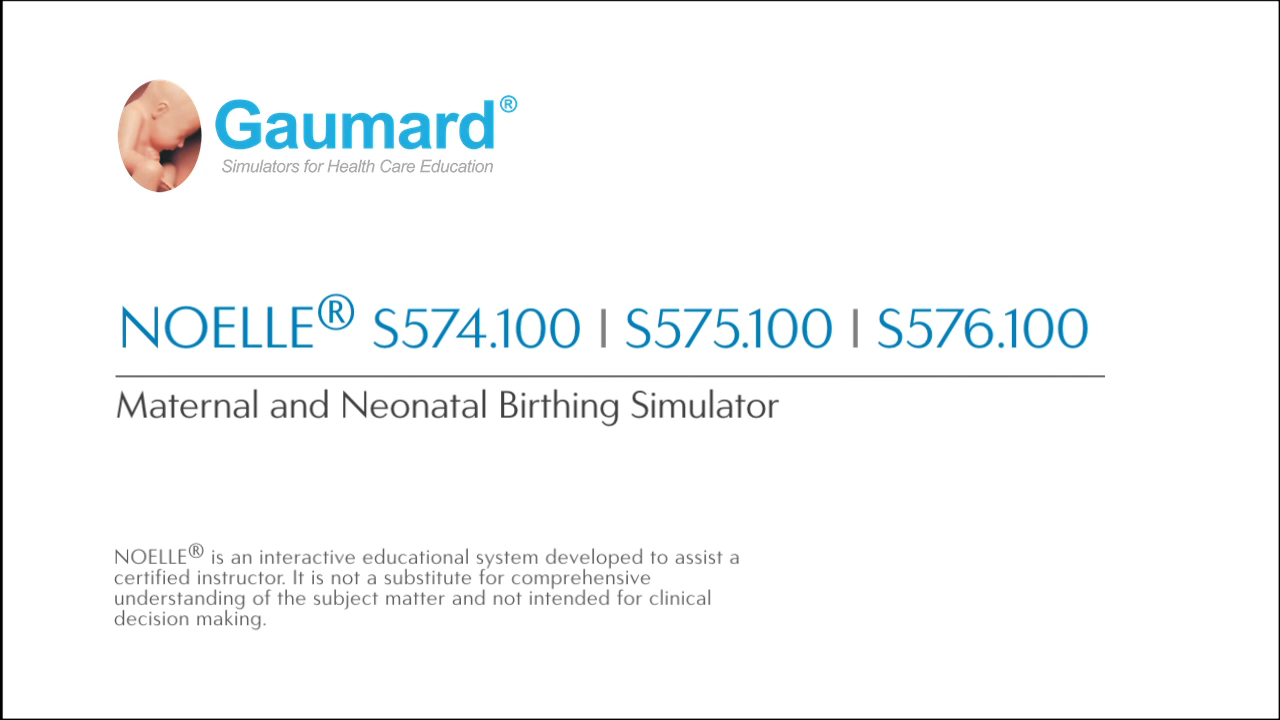 Gaumard®
Simulators for Health Care Education
NOELLE® S574.100 | S575.100 | S576.100
Maternal and Neonatal Birthing Simulator
NOELLE® is an interactive educational system developed to assist a
certified instructor. It is not a substitute for comprehensive
understanding of the subject matter and not intended for clinical
decision making.